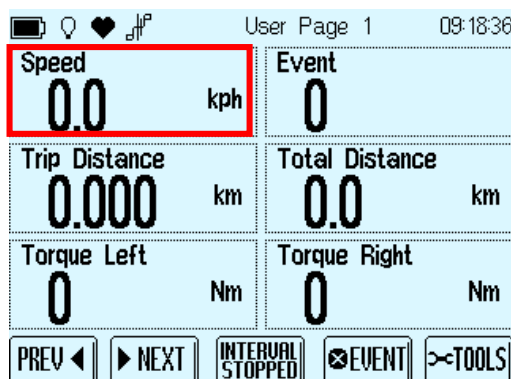 User Page 1 09:18:36
Speed
0.0 kph
Event
0
Trip Distance
0.000 km
Total Distance
0.0 km
Torque Left
0 Nm
Torque Right
0 Nm
PREV NEXT INTERVAL STOPPED EVENT TOOLS